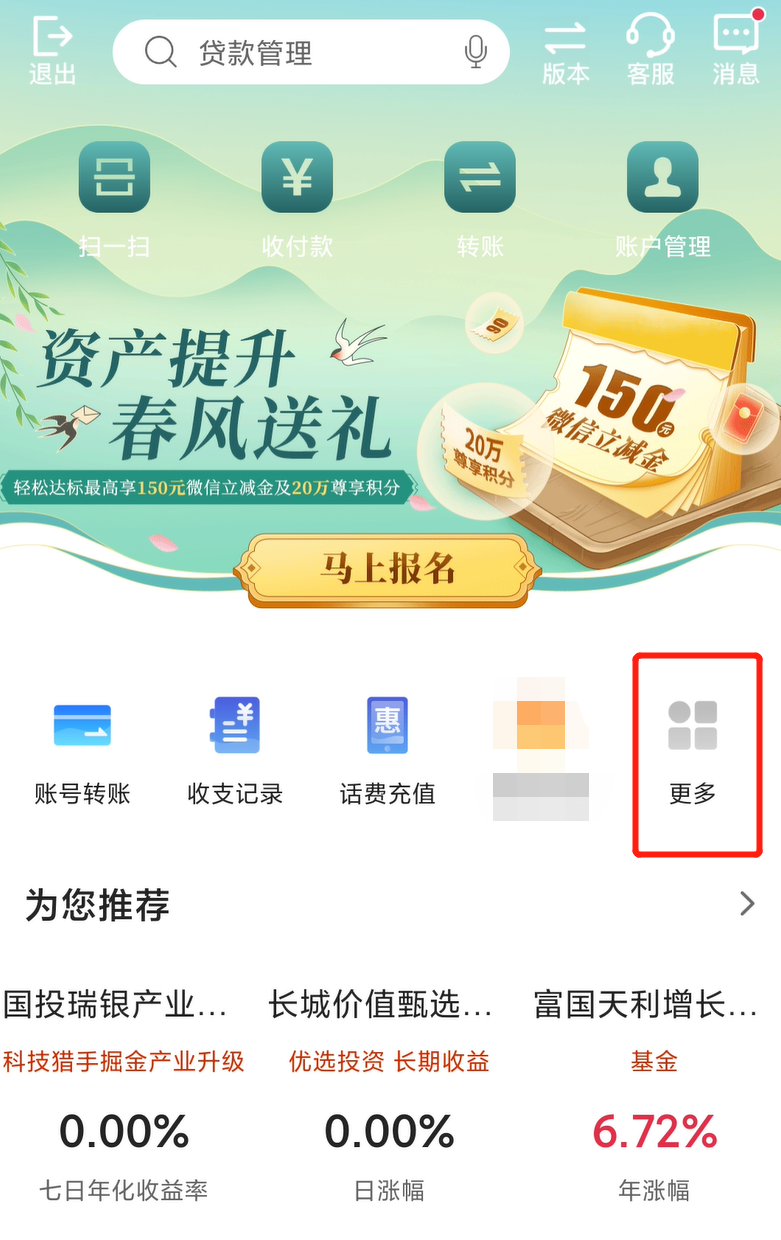 退出
贷款管理
版本
客服
消息
扫一扫
收付款
转账
账户管理
资产提升
春风送礼
轻松达标最高享150元微信立减金及20万尊享积分
150元
微信立减金
20万
尊享积分
马上报名
账号转账
收支记录
惠
话费充值
更多
为您推荐
国投瑞银产业...
长城价值甄选...
富国天利增长...
科技猎手掘金产业升级
优选投资 长期收益
基金
0.00%
0.00%
6.72%
七日年化收益率
日涨幅
年涨幅